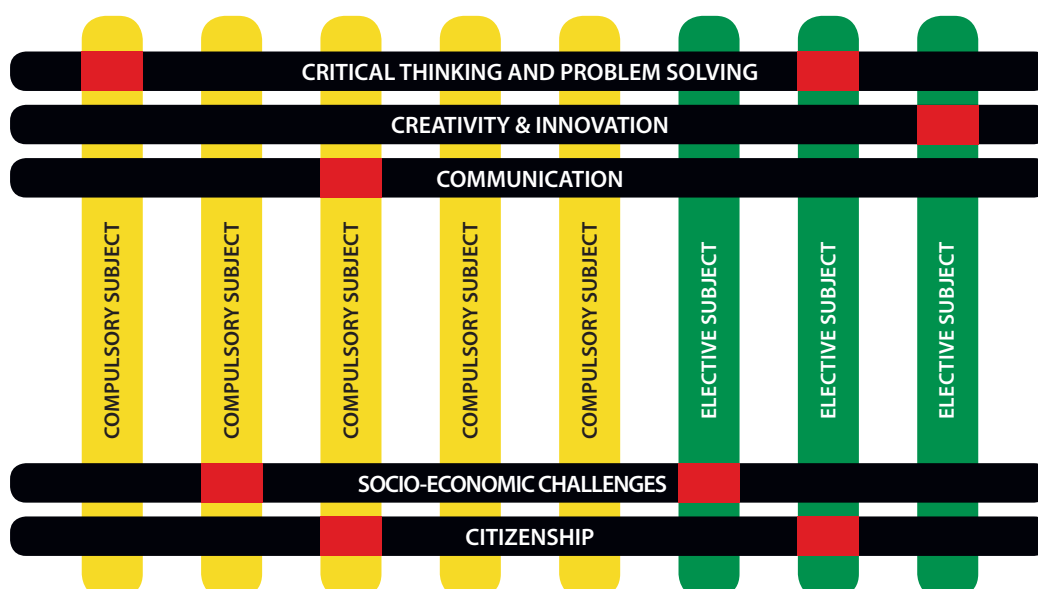 CRITICAL THINKING AND PROBLEM SOLVING
CREATIVITY & INNOVATION
COMMUNICATION
COMPULSORY SUBJECT
COMPULSORY SUBJECT
COMPULSORY SUBJECT
COMPULSORY SUBJECT
COMPULSORY SUBJECT
ELECTIVE SUBJECT
ELECTIVE SUBJECT
ELECTIVE SUBJECT
SOCIO-ECONOMIC CHALLENGES
CITIZENSHIP